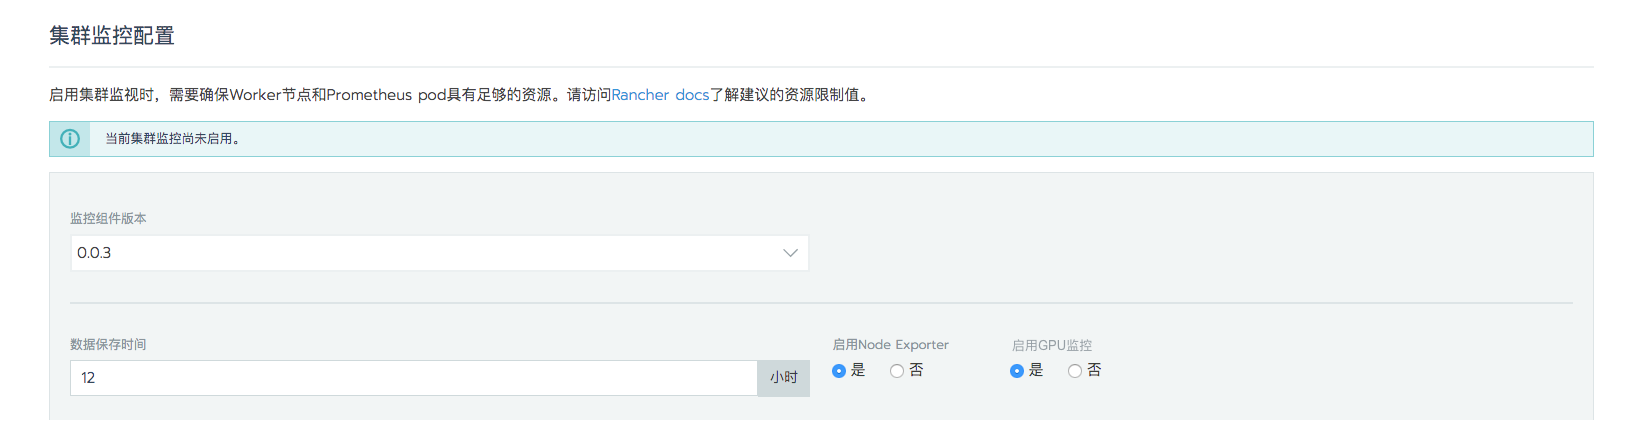 集群监控配置
启用集群监视时，需要确保Worker节点和Prometheus pod具有足够的资源。请访问Rancher docs了解建议的资源限制值。
当前集群监控尚未启用。
监控组件版本
0.0.3
数据保存时间 启用Node Exporter 启用GPU监控
12 小时 是 否 是 否